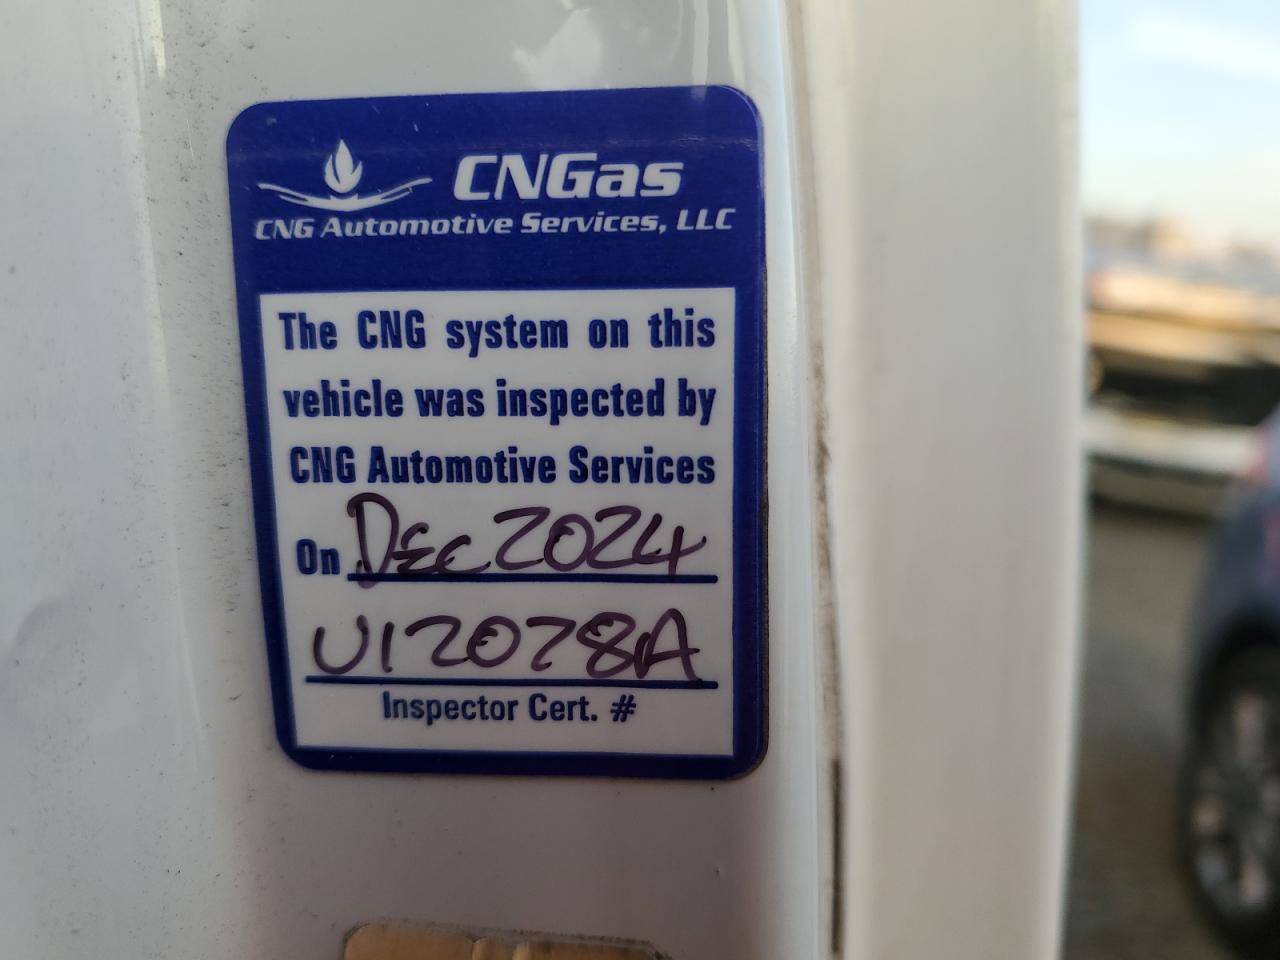 CNGas
CNG Automotive Services, LLC
The CNG system on this
vehicle was inspected by
CNG Automotive Services
On Dec 2024
U12078A
Inspector Cert. #